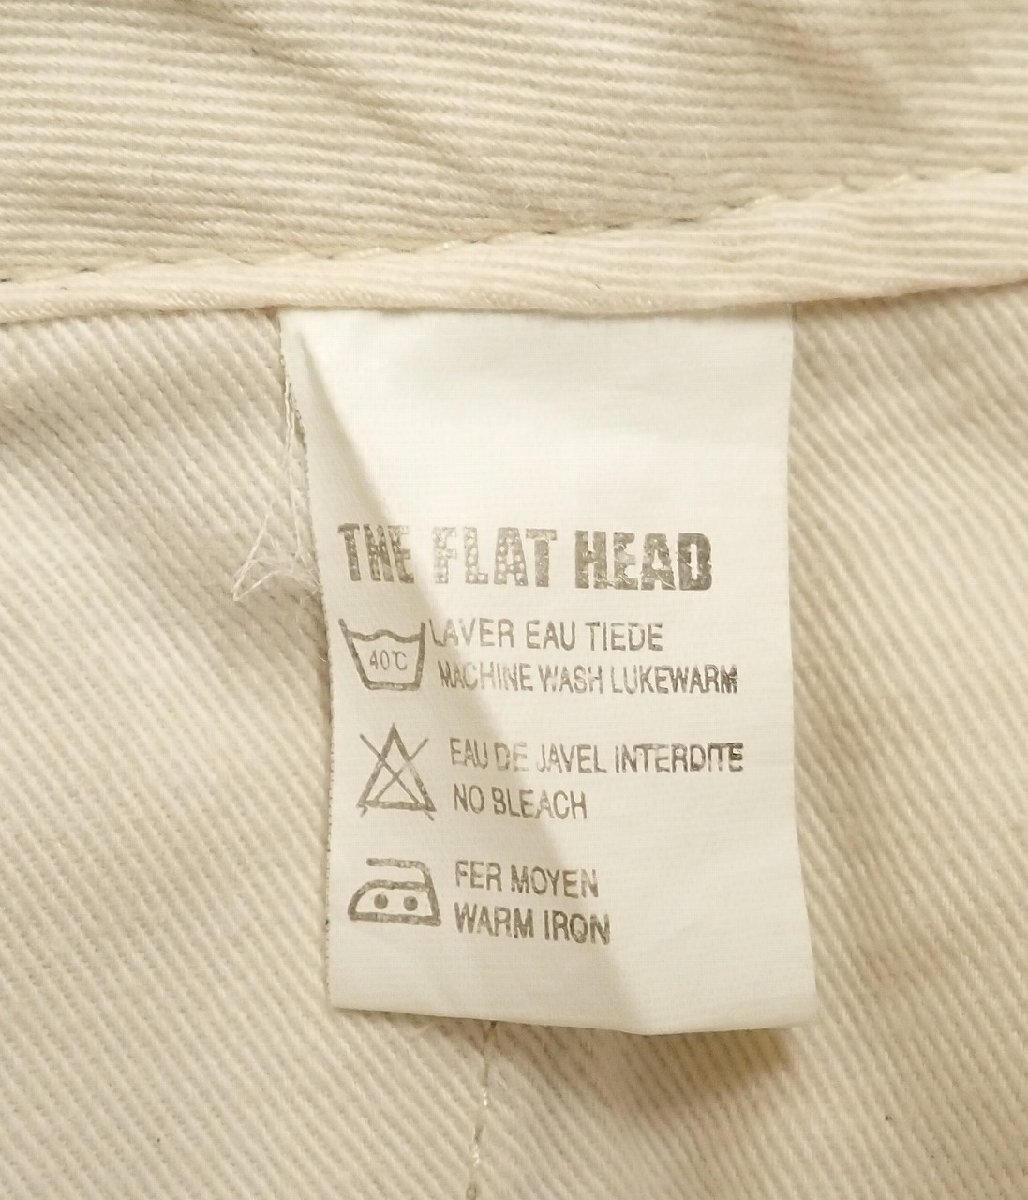 THE FLAT HEAD
LAVER EAU TIEDE
40℃
MACHINE WASH LUKEWARM
EAU DE JAVEL INTERDITE
NO BLEACH
FER MOYEN
WARM IRON